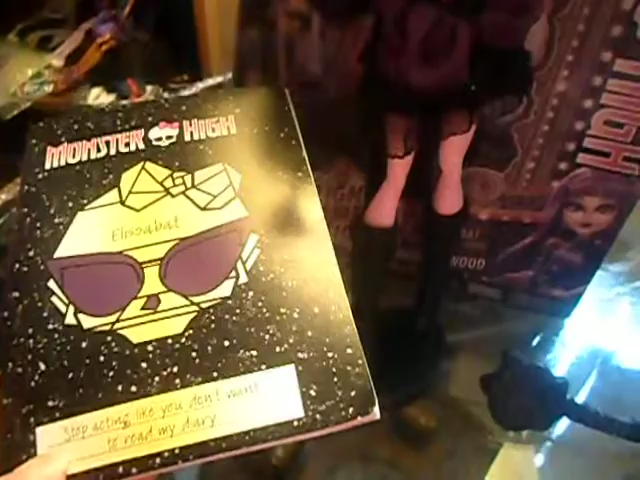 MONSTER HIGH
Elissabat
Stop acting like you don't want
to read my diary
HIGH